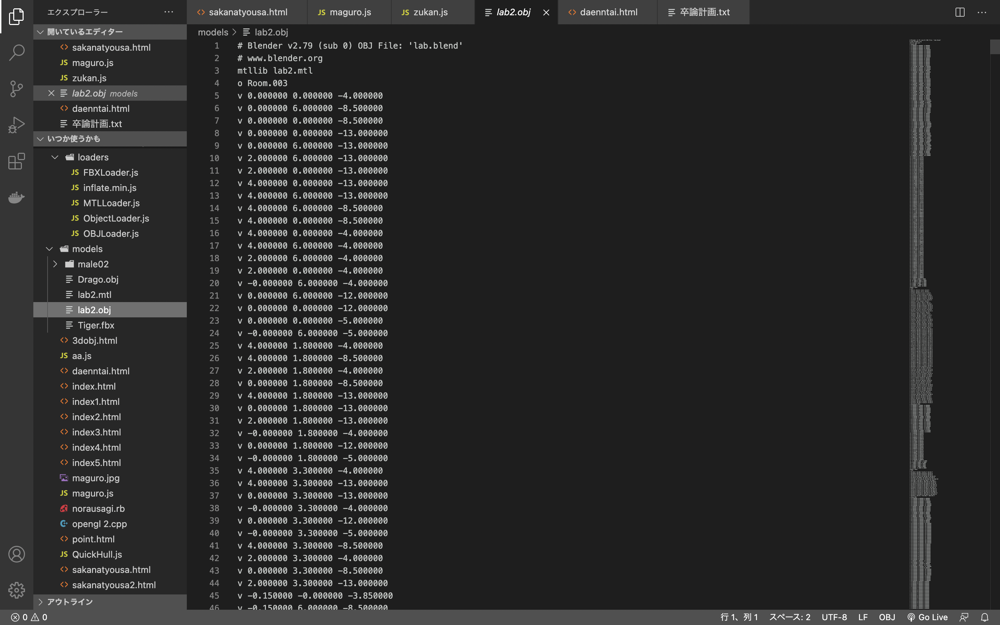 エクスプローラー
開いているエディター
sakanatyousa.html
maguro.js
zukan.js
lab2.obj models
daenntai.html
卒論計画.txt
いつか使うかも
loaders
FBXLoader.js
inflate.min.js
MTLLoader.js
ObjectLoader.js
OBJLoader.js
models
male02
Drago.obj
lab2.mtl
lab2.obj
Tiger.fbx
3dobj.html
aa.js
daenntai.html
index.html
index1.html
index2.html
index3.html
index4.html
index5.html
maguro.jpg
maguro.js
norausagi.rb
opengl 2.cpp
point.html
QuickHull.js
sakanatyousa.html
sakanatyousa2.html
アウトライン
sakanatyousa.html maguro.js zukan.js lab2.obj daenntai.html 卒論計画.txt
models > lab2.obj
1 # Blender v2.79 (sub 0) OBJ File: 'lab.blend'
2 # www.blender.org
3 mtllib lab2.mtl
4 o Room.003
5 v 0.000000 0.000000 -4.000000
6 v 0.000000 6.000000 -8.500000
7 v 0.000000 0.000000 -8.500000
8 v 0.000000 0.000000 -13.000000
9 v 0.000000 6.000000 -13.000000
10 v 2.000000 6.000000 -13.000000
11 v 2.000000 0.000000 -13.000000
12 v 4.000000 0.000000 -13.000000
13 v 4.000000 6.000000 -13.000000
14 v 4.000000 6.000000 -8.500000
15 v 4.000000 0.000000 -8.500000
16 v 4.000000 0.000000 -4.000000
17 v 4.000000 6.000000 -4.000000
18 v 2.000000 6.000000 -4.000000
19 v 2.000000 0.000000 -4.000000
20 v -0.000000 6.000000 -4.000000
21 v 0.000000 6.000000 -12.000000
22 v 0.000000 0.000000 -12.000000
23 v 0.000000 0.000000 -5.000000
24 v -0.000000 6.000000 -5.000000
25 v 4.000000 1.800000 -4.000000
26 v 4.000000 1.800000 -8.500000
27 v 2.000000 1.800000 -4.000000
28 v 0.000000 1.800000 -8.500000
29 v 4.000000 1.800000 -13.000000
30 v 0.000000 1.800000 -13.000000
31 v 2.000000 1.800000 -13.000000
32 v -0.000000 1.800000 -4.000000
33 v 0.000000 1.800000 -12.000000
34 v -0.000000 1.800000 -5.000000
35 v 4.000000 3.300000 -4.000000
36 v 4.000000 3.300000 -13.000000
37 v 0.000000 3.300000 -13.000000
38 v -0.000000 3.300000 -4.000000
39 v 0.000000 3.300000 -12.000000
40 v -0.000000 3.300000 -5.000000
41 v 4.000000 3.300000 -8.500000
42 v 2.000000 3.300000 -4.000000
43 v 0.000000 3.300000 -8.500000
44 v 2.000000 3.300000 -13.000000
45 v -0.150000 -0.000000 -3.850000
46 v -0.150000 6.000000 -8.500000
0 0 行 1、列 1 スペース: 2 UTF-8 LF OBJ Go Live